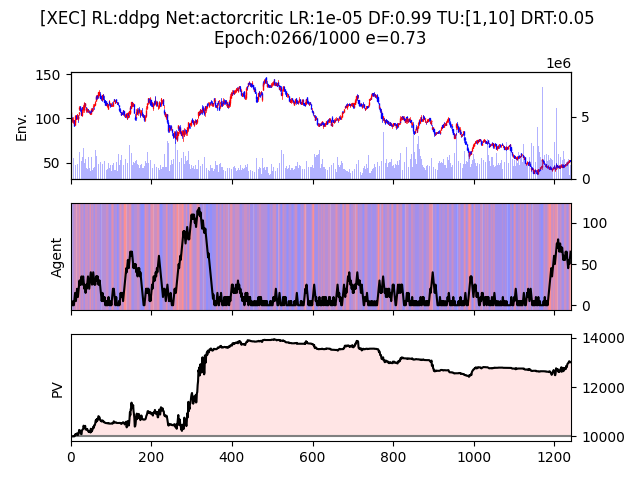 [XEC] RL:ddpg Net:actorcritic LR:1e-05 DF:0.99 TU:[1,10] DRT:0.05
Epoch:0266/1000 e=0.73
1e6
150
100
50
Env.
5
0
Agent
100
50
0
PV
14000
12000
10000
0 200 400 600 800 1000 1200